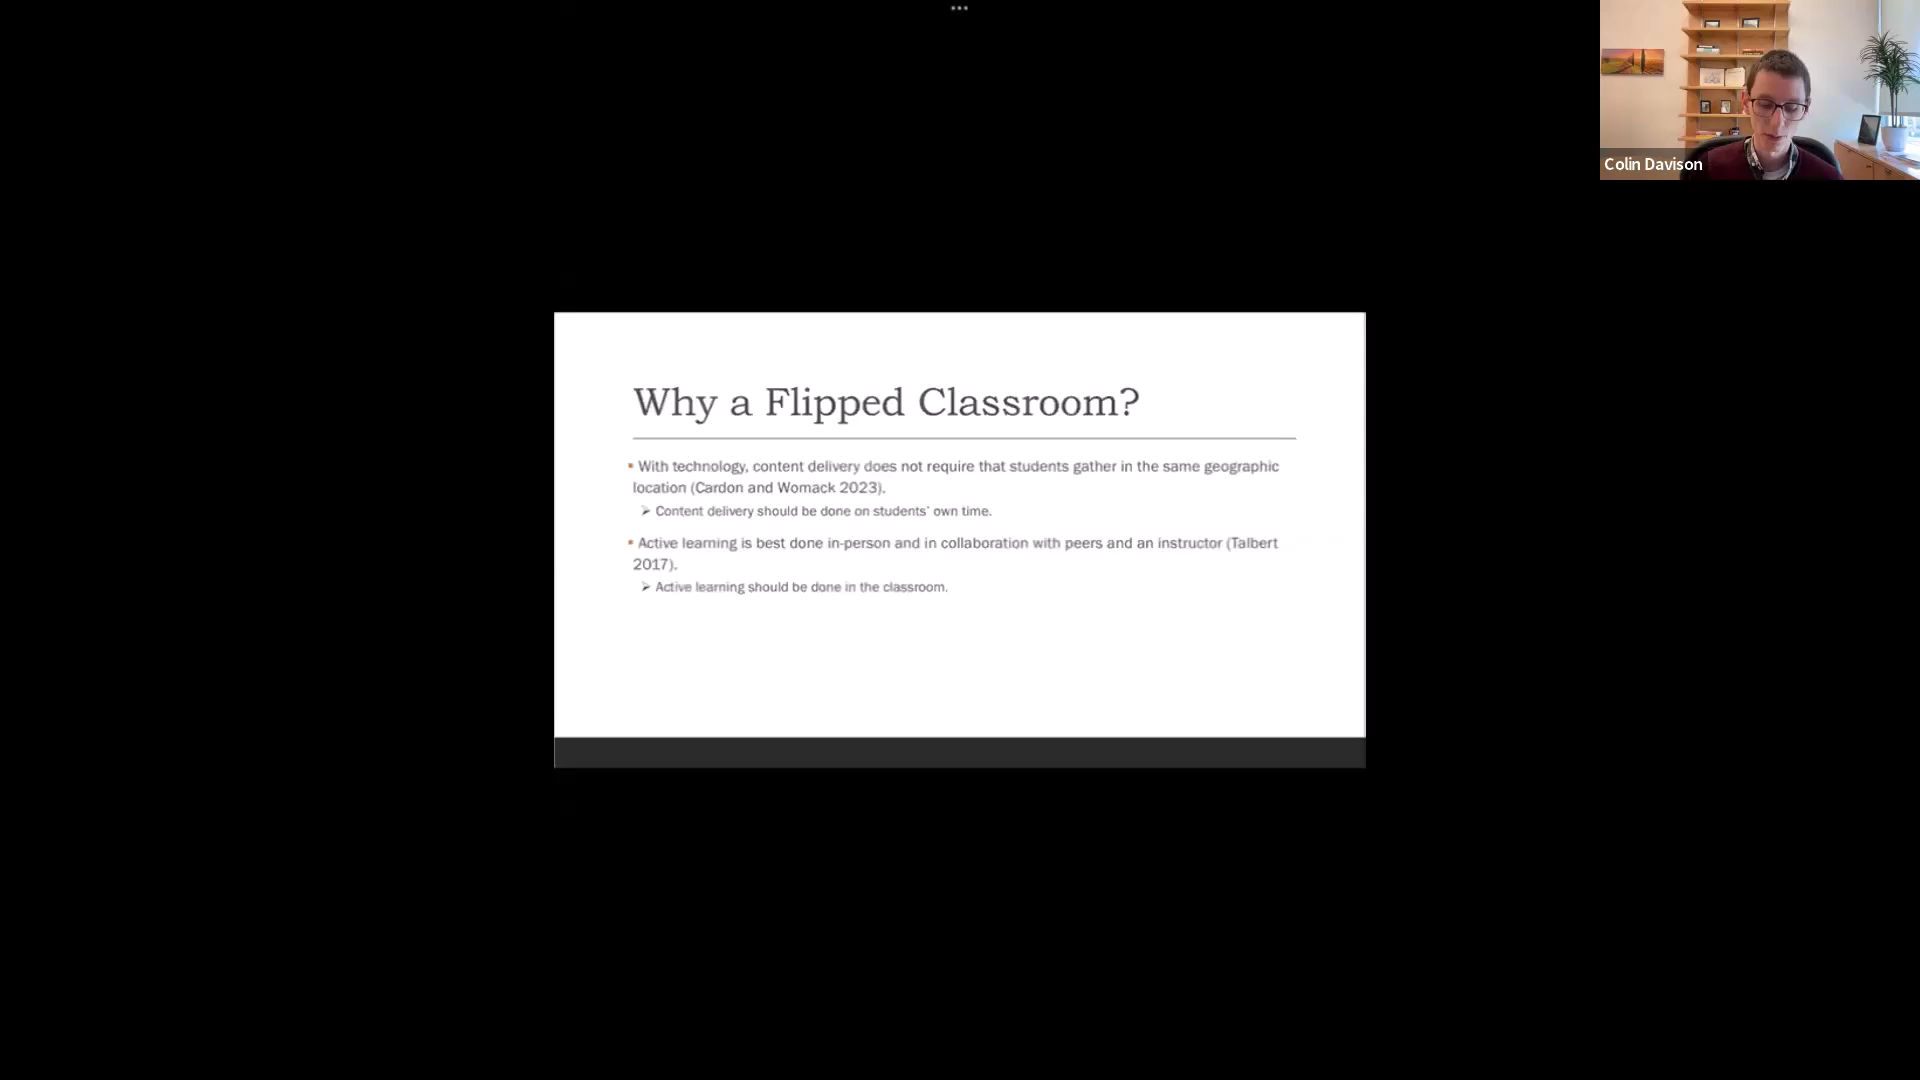 Colin Davison
Why a Flipped Classroom?
▪ With technology, content delivery does not require that students gather in the same geographic
location (Cardon and Womack 2023).
➢ Content delivery should be done on students’ own time.
▪ Active learning is best done in-person and in collaboration with peers and an instructor (Talbert
2017).
➢ Active learning should be done in the classroom.